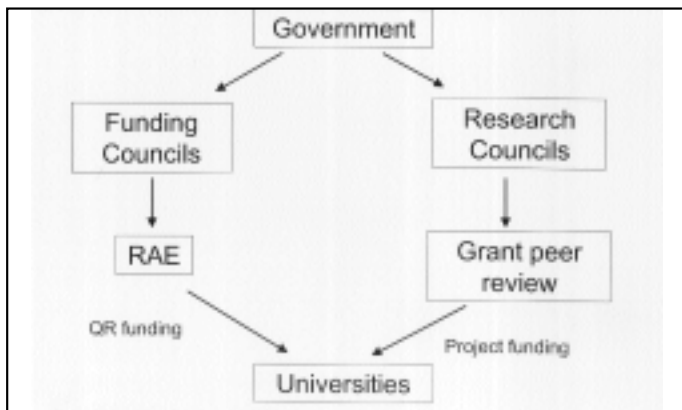 Government
Funding
Councils
Research
Councils
RAE
Grant peer
review
QR funding
Project funding
Universities